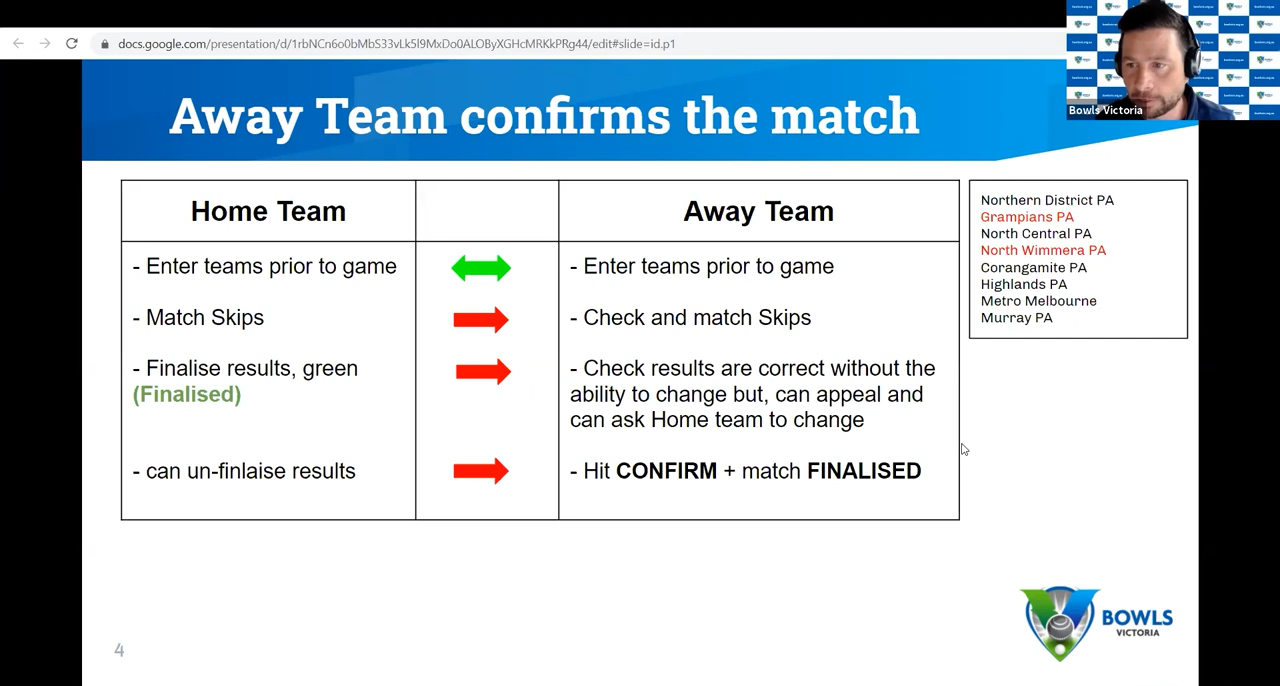 docs.google.com/presentation/d/1rbNCn6o0bMbS33vLk5l9MxDo0ALOByXGHcMRKkPRg44/edit#slide=id.p1
Bowls Victoria
Away Team confirms the match
Home Team
Away Team
- Enter teams prior to game
- Enter teams prior to game
- Match Skips
- Check and match Skips
- Finalise results, green
(Finalised)
- Check results are correct without the
ability to change but, can appeal and
can ask Home team to change
- can un-finlaise results
- Hit CONFIRM + match FINALISED
Northern District PA
Grampians PA
North Central PA
North Wimmera PA
Corangamite PA
Highlands PA
Metro Melbourne
Murray PA
BOWLS
VICTORIA
4